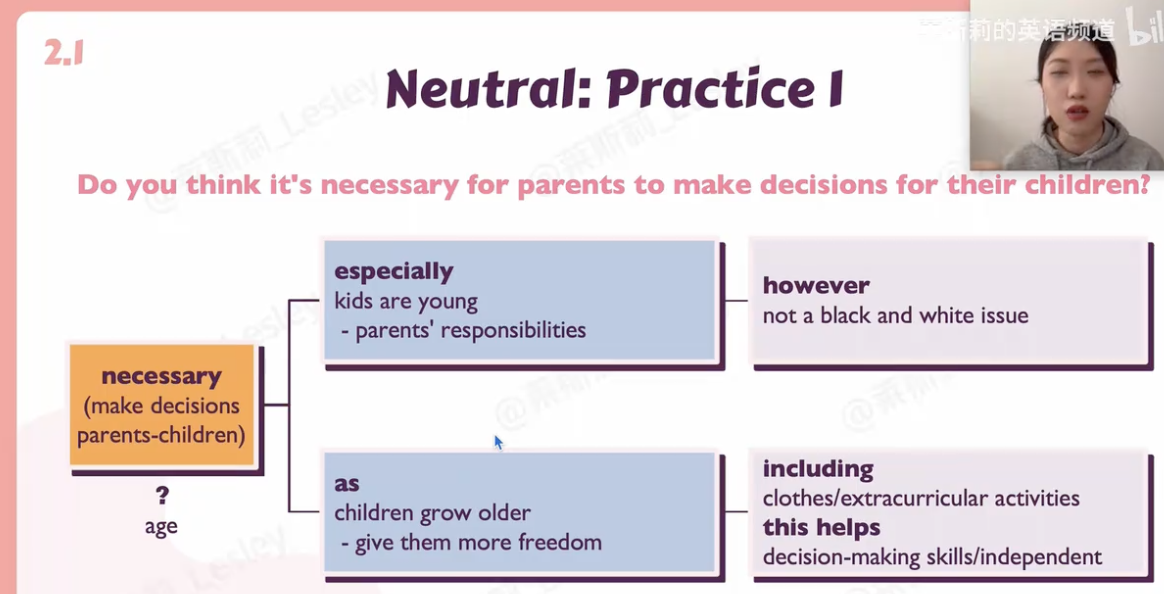 2.1
斯莉的英语频道 bil
Neutral: Practice 1
Do you think it's necessary for parents to make decisions for their children?
necessary
(make decisions
parents-children)
?
age
especially
kids are young
- parents' responsibilities
however
not a black and white issue
as
children grow older
- give them more freedom
including
clothes/extracurricular activities
this helps
decision-making skills/independent
@莱斯莉_Lesley